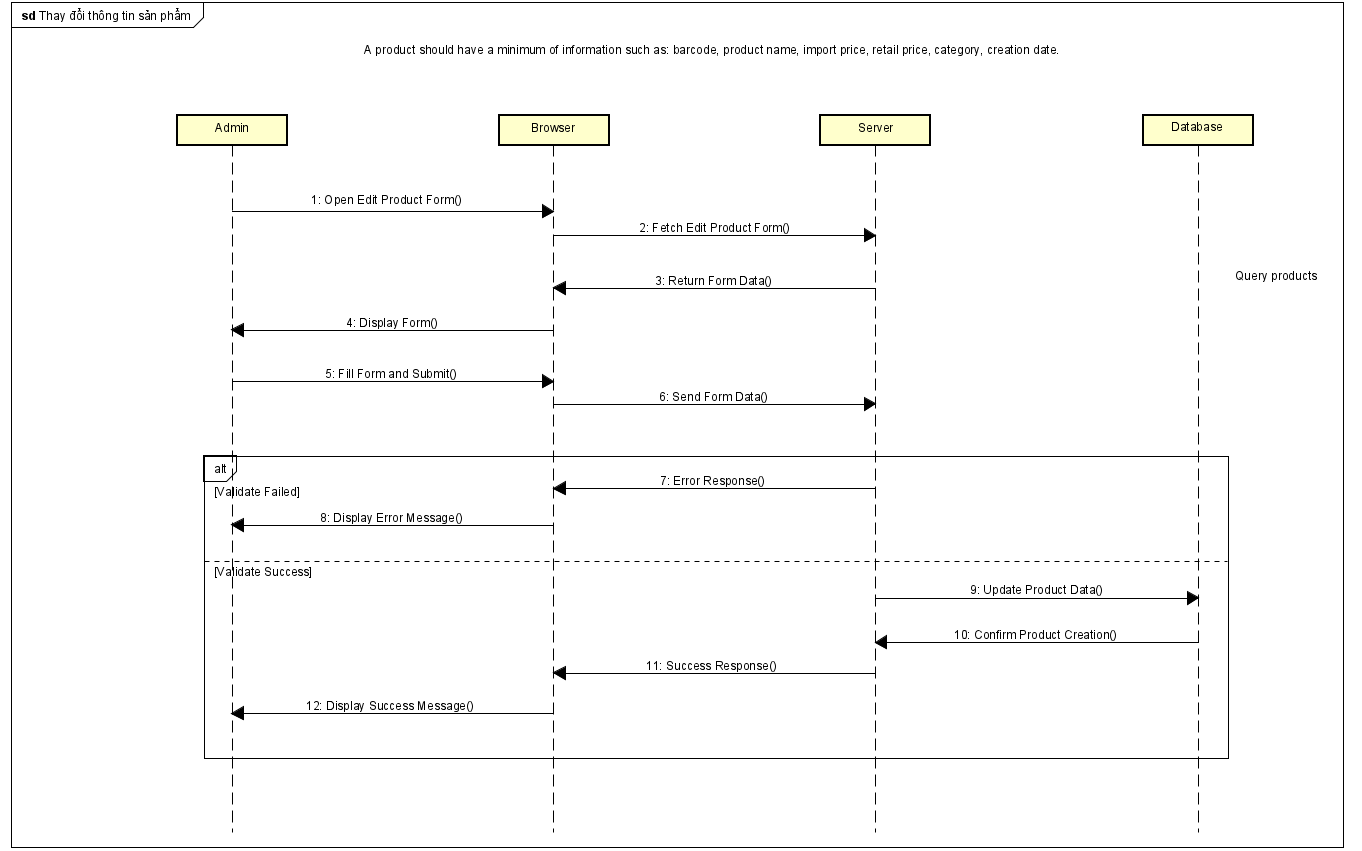 sd Thay đổi thông tin sản phẩm
A product should have a minimum of information such as: barcode, product name, import price, retail price, category, creation date.
Admin
Browser
Server
Database
1: Open Edit Product Form()
2: Fetch Edit Product Form()
Query products
3: Return Form Data()
4: Display Form()
5: Fill Form and Submit()
6: Send Form Data()
alt
7: Error Response()
[Validate Failed]
8: Display Error Message()
[Validate Success]
9: Update Product Data()
10: Confirm Product Creation()
11: Success Response()
12: Display Success Message()